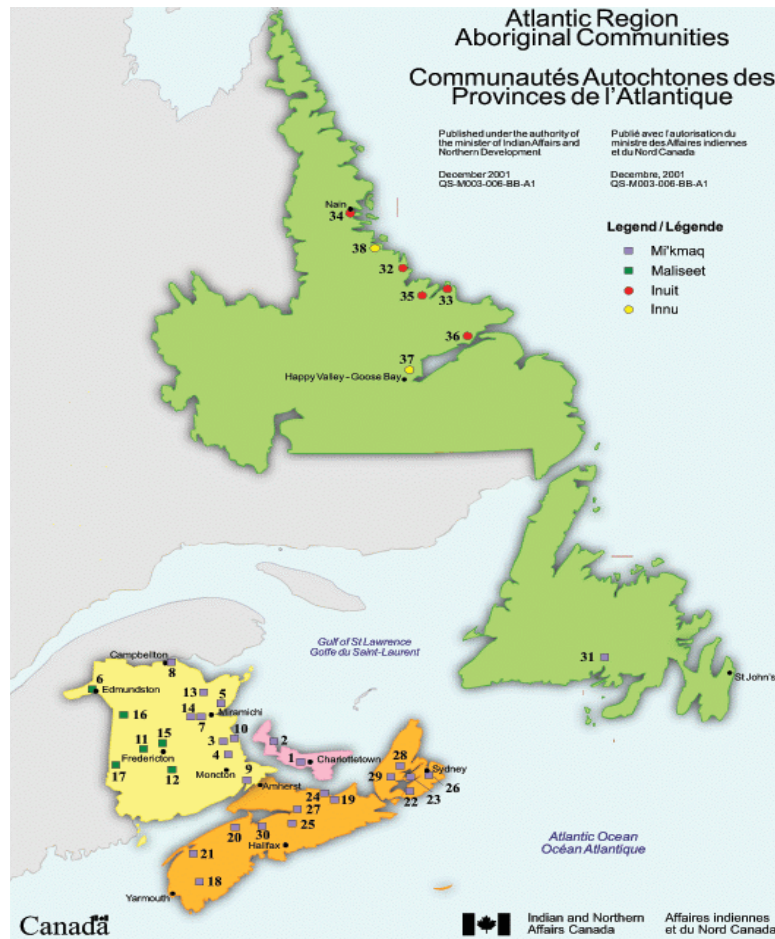 Atlantic Region
Aboriginal Communities
Communautés Autochtones des
Provinces de l'Atlantique
Published under the authority of
the minister of Indian Affairs and
Northern Development
December 2001
QS-M003-006-BB-A1
Publié avec l'autorisation du
ministre des Affaires indiennes
et du Nord Canada
Decembre, 2001
QS-M003-006-BB-A1
Legend / Légende
Mi'kmaq
Maliseet
Inuit
Innu
Nain
34
38
32
35
33
36
37
Happy Valley - Goose Bay
Gulf of St Lawrence
Golfe du Saint-Laurent
31
St John's
Campbellton
8
6
Edmundston
13
5
16
14
7
Miramichi
11
15
3
10
2
Fredericton
4
1
Charlottetown
28
17
12
Moncton
9
29
Sydney
Amherst
22
23
26
24
19
27
20
30
25
Halifax
21
18
Yarmouth
Atlantic Ocean
Océan Atlantique
Canada
Indian and Northern
Affairs Canada
Affaires indiennes
et du Nord Canada